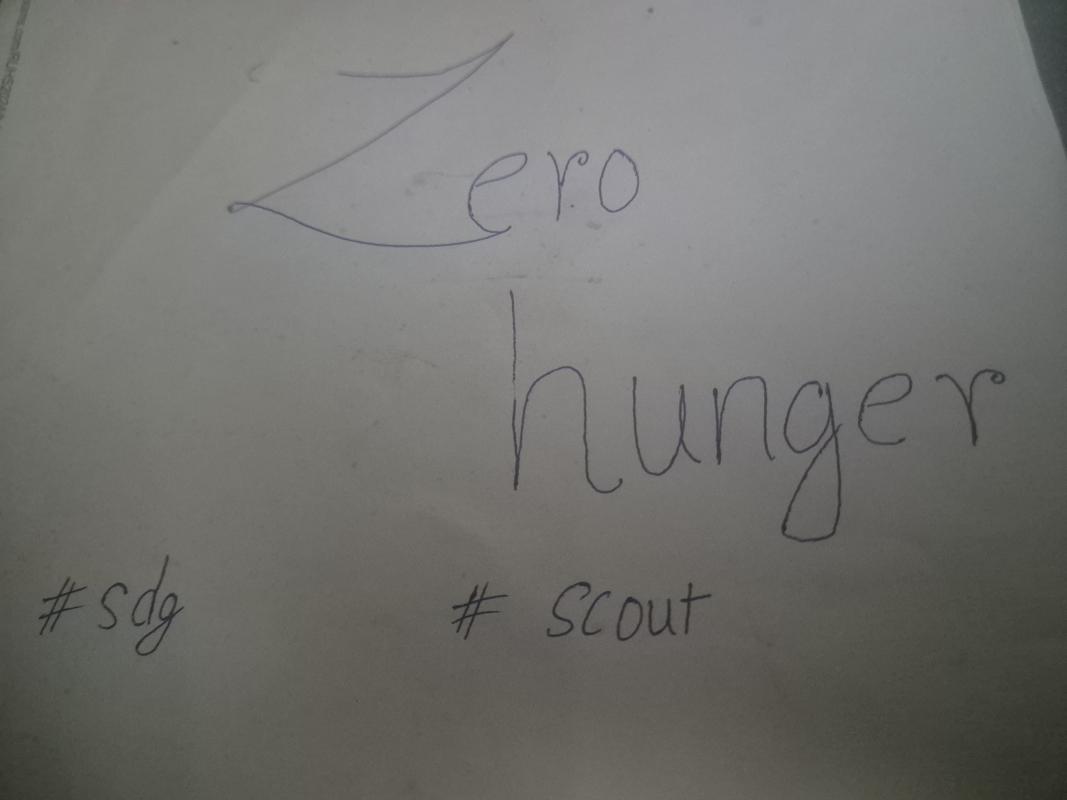 Zero
hunger
#sdg # scout